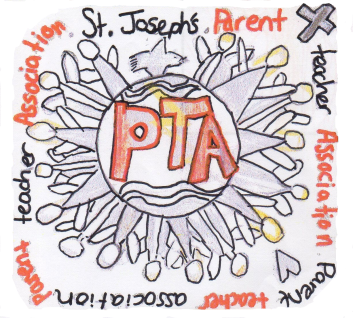 St. Joseph's Parent
teacher Association
Parent
teacher association
Parent teacher Association
PTA